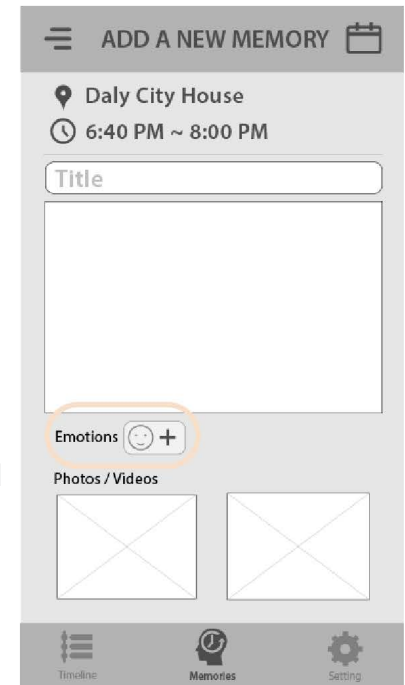 ADD A NEW MEMORY
Daly City House
6:40 PM ~ 8:00 PM
Title
Emotions
Photos / Videos
Timeline Memories Setting